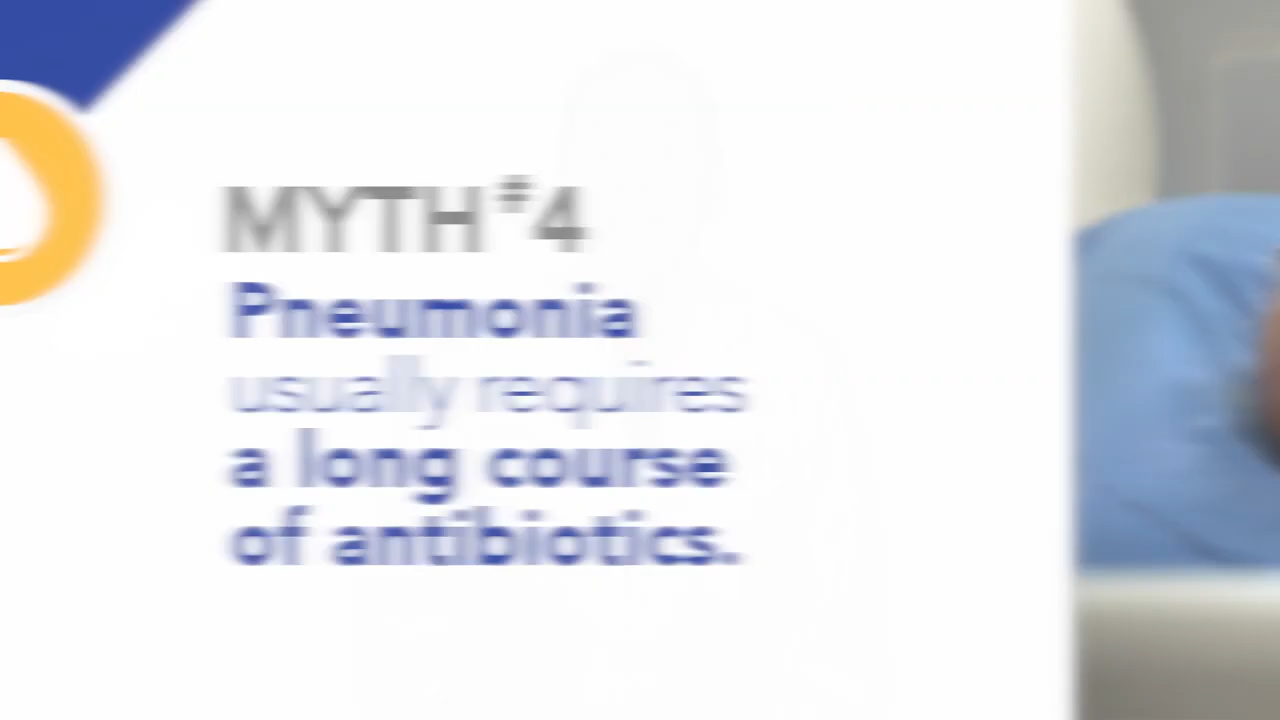 MYTH #4
Pneumonia
usually requires
a long course
of antibiotics.